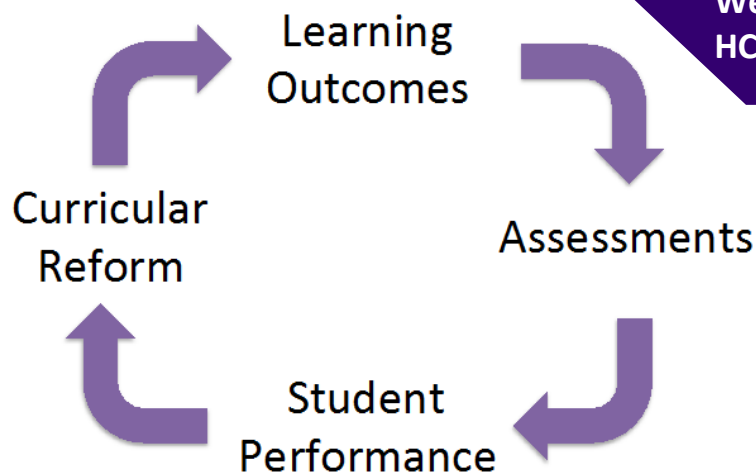 Learning
Outcomes
Assessments
Student
Performance
Curricular
Reform